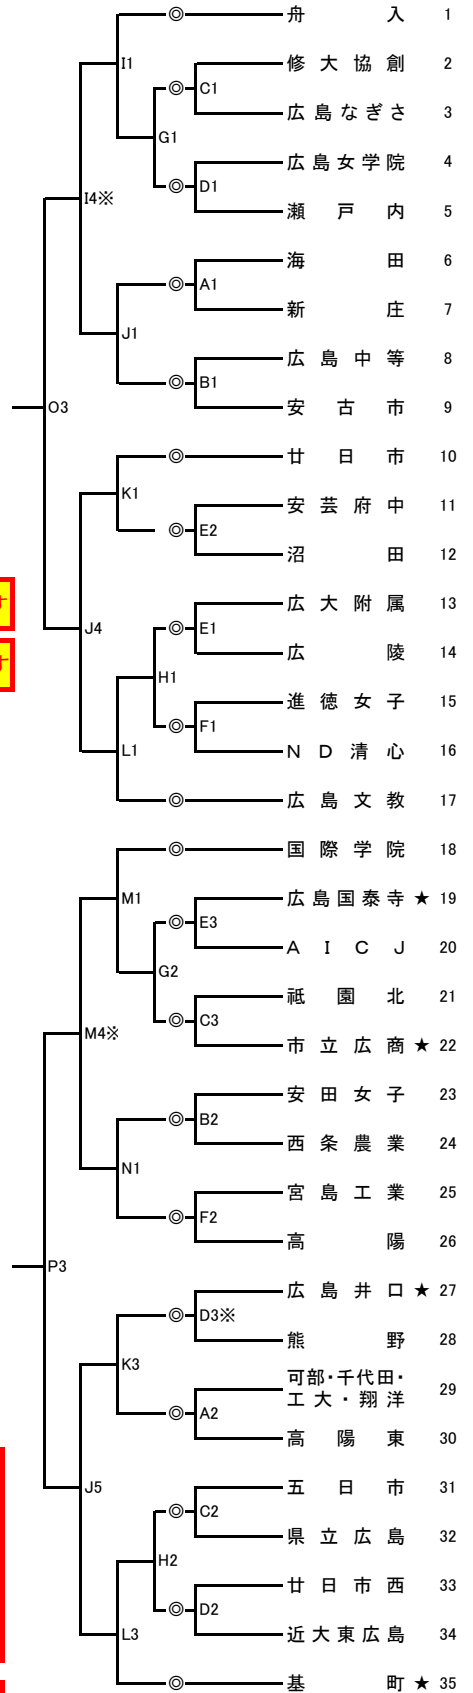 ◎ 舟入 1
I1
◎ 修大協創 2
C1
広島なぎさ 3
G1
広島女学院 4
◎ D1
I4※
瀬戸内 5
海田 6
◎ A1
新庄 7
J1
広島中等 8
◎ B1
O3
安古市 9
◎ 廿日市 10
K1
安芸府中 11
◎ E2
沼田 12
す
広大附属 13
◎ E1
J4
広陵 14
す
H1
進徳女子 15
◎ F1
L1
ND清心 16
◎ 広島文教 17
◎ 国際学院 18
M1
広島国泰寺 ★ 19
◎ E3
AICJ 20
G2
祗園北 21
◎ C3
M4※
市立広商 ★ 22
安田女子 23
◎ B2
西条農業 24
N1
宮島工業 25
◎ F2
高陽 26
P3
広島井口 ★ 27
◎ D3※
熊野 28
K3
可部・千代田・
工大・翔洋 29
◎ A2
高陽東 30
J5
五日市 31
◎ C2
県立広島 32
H2
廿日市西 33
◎ D2
L3
近大東広島 34
◎ 基町 ★ 35